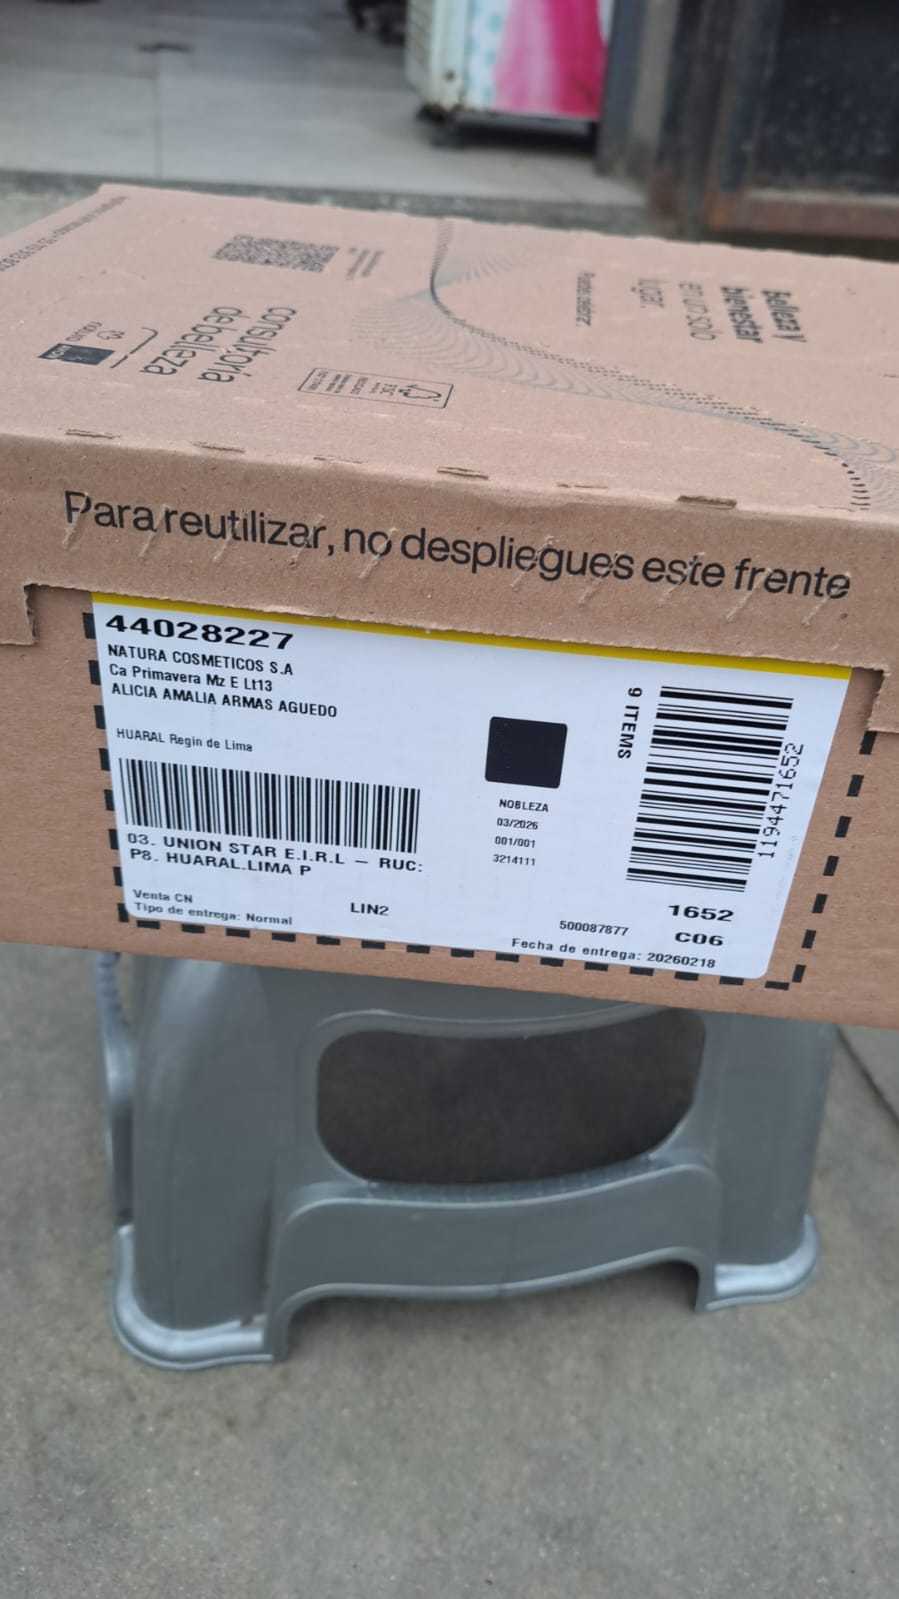 belleza y
bienestar
en un solo
lugar.
consultoría
de belleza
natura
FSC
Para reutilizar, no despliegues este frente
44028227
NATURA COSMETICOS S.A
Ca Primavera Mz E Lt13
ALICIA AMALIA ARMAS AGUEDO
HUARAL Regin de Lima
03. UNION STAR E.I.R.L – RUC:
P8. HUARAL.LIMA P
Venta CN
Tipo de entrega: Normal
LIN2
NOBLEZA
03/2026
001/001
3214111
9 ITEMS
1194471652
1652
C06
500087877
Fecha de entrega: 20260218